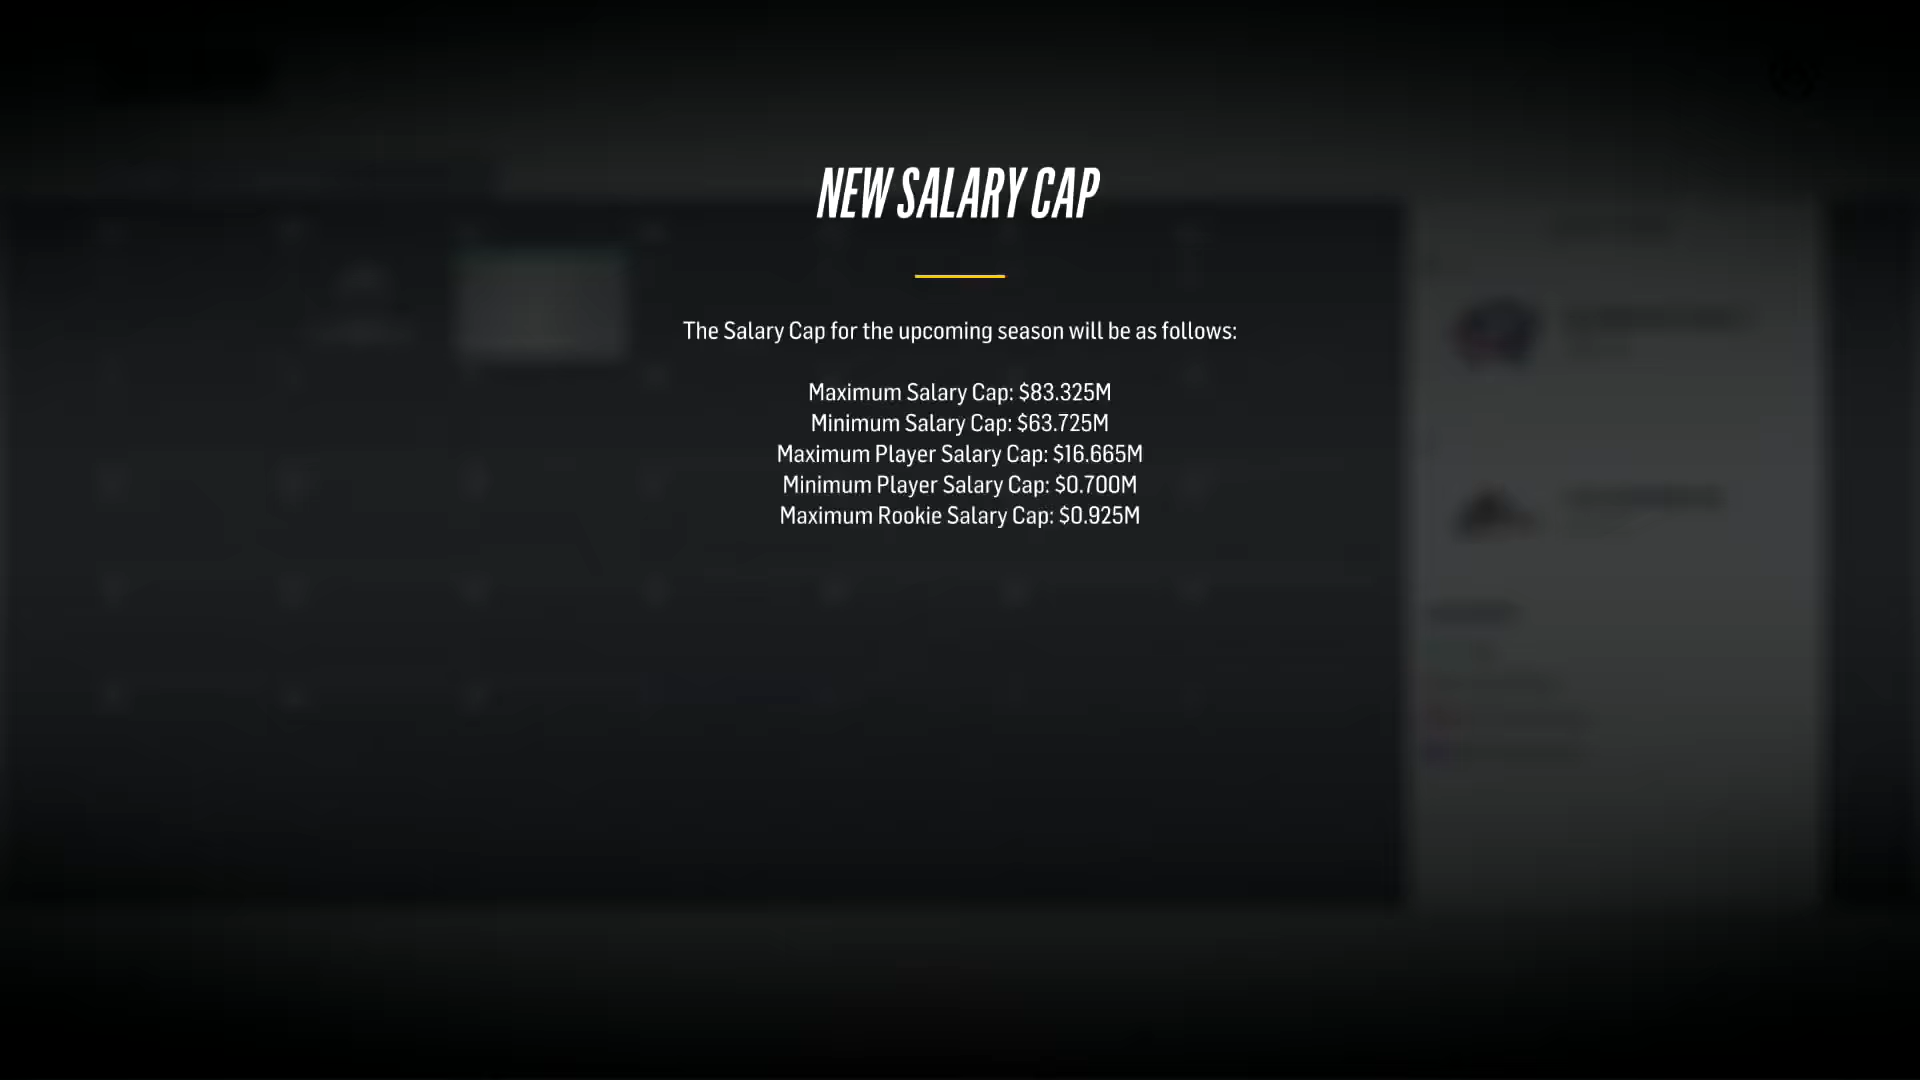 NEW SALARY CAP
The Salary Cap for the upcoming season will be as follows:
Maximum Salary Cap: $83.325M
Minimum Salary Cap: $63.725M
Maximum Player Salary Cap: $16.665M
Minimum Player Salary Cap: $0.700M
Maximum Rookie Salary Cap: $0.925M